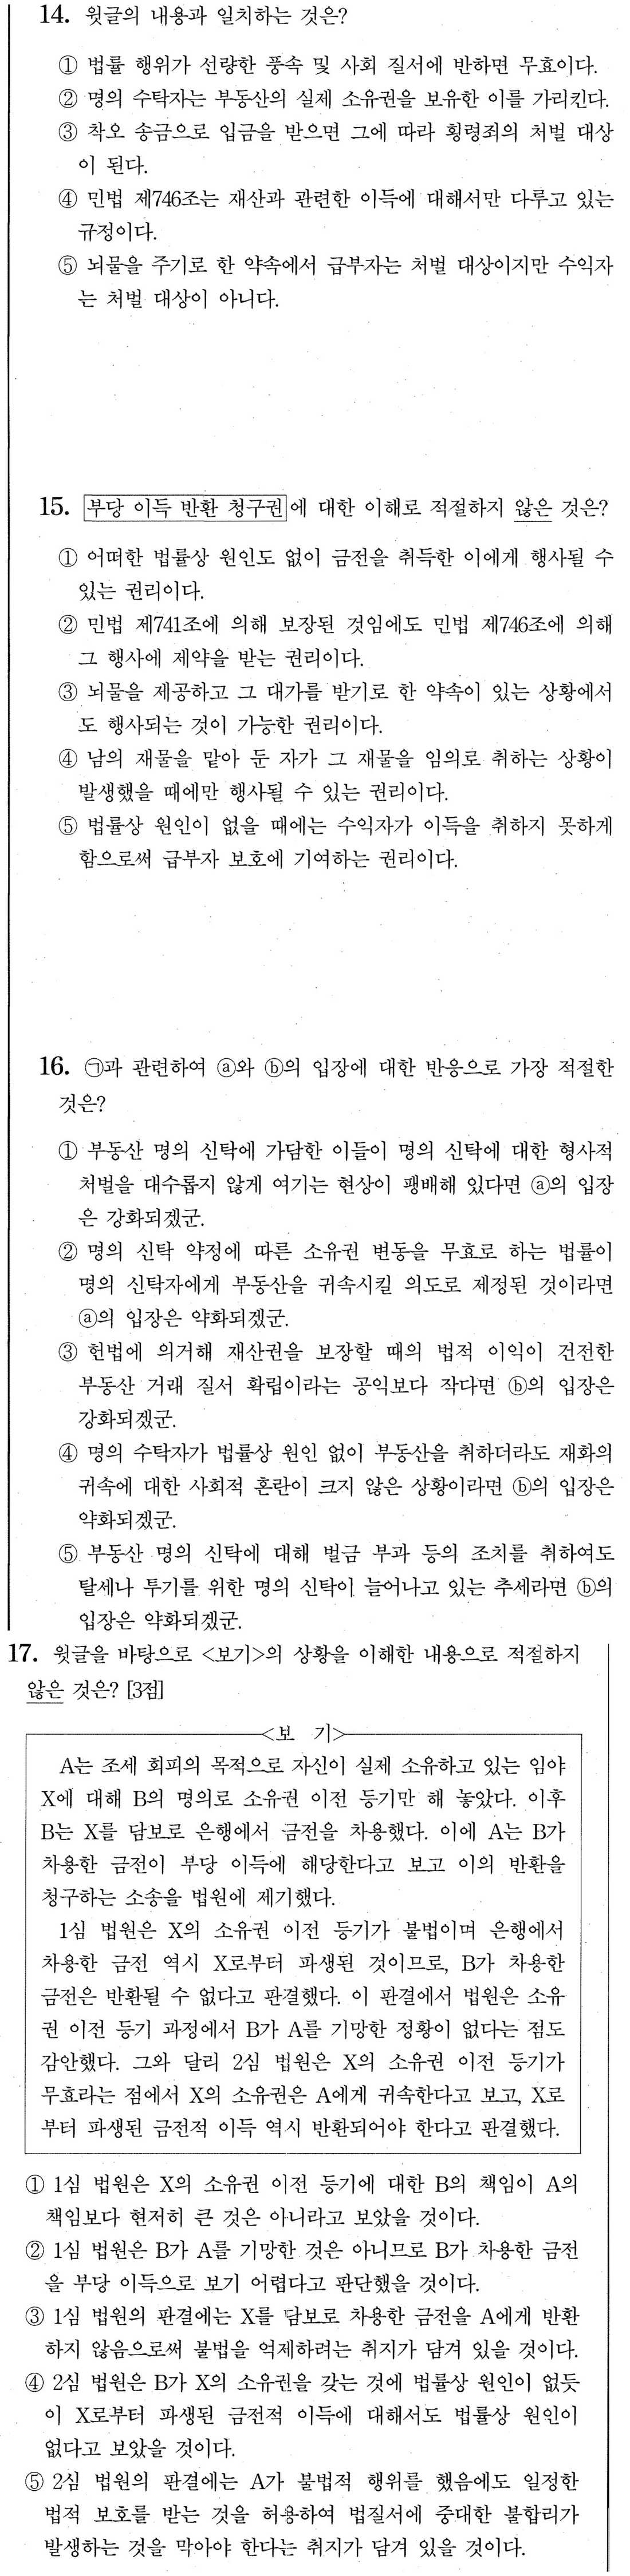 14. 윗글의 내용과 일치하는 것은?
① 법률 행위가 선량한 풍속 및 사회 질서에 반하면 무효이다.
② 명의 수탁자는 부동산의 실제 소유권을 보유한 이를 가리킨다.
③ 착오 송금으로 입금을 받으면 그에 따라 횡령죄의 처벌 대상
이 된다.
④ 민법 제746조는 재산과 관련한 이득에 대해서만 다루고 있는
규정이다.
⑤ 뇌물을 주기로 한 약속에서 급부자는 처벌 대상이지만 수익자
는 처벌 대상이 아니다.
15. 부당 이득 반환 청구권에 대한 이해로 적절하지 않은 것은?
① 어떠한 법률상 원인도 없이 금전을 취득한 이에게 행사될 수
있는 권리이다.
② 민법 제741조에 의해 보장된 것임에도 민법 제746조에 의해
그 행사에 제약을 받는 권리이다.
③ 뇌물을 제공하고 그 대가를 받기로 한 약속이 있는 상황에서
도 행사되는 것이 가능한 권리이다.
④ 남의 재물을 맡아 둔 자가 그 재물을 임의로 취하는 상황이
발생했을 때에만 행사될 수 있는 권리이다.
⑤ 법률상 원인이 없을 때에는 수익자가 이득을 취하지 못하게
함으로써 급부자 보호에 기여하는 권리이다.
16. ㉠과 관련하여 ⓐ와 ⓑ의 입장에 대한 반응으로 가장 적절한
것은?
① 부동산 명의 신탁에 가담한 이들이 명의 신탁에 대한 형사적
처벌을 대수롭지 않게 여기는 현상이 팽배해 있다면 ⓐ의 입장
은 강화되겠군.
② 명의 신탁 약정에 따른 소유권 변동을 무효로 하는 법률이
명의 신탁자에게 부동산을 귀속시킬 의도로 제정된 것이라면
ⓐ의 입장은 약화되겠군.
③ 헌법에 의거해 재산권을 보장할 때의 법적 이익이 건전한
부동산 거래 질서 확립이라는 공익보다 작다면 ⓑ의 입장은
강화되겠군.
④ 명의 수탁자가 법률상 원인 없이 부동산을 취하더라도 재화의
귀속에 대한 사회적 혼란이 크지 않은 상황이라면 ⓑ의 입장은
약화되겠군.
⑤ 부동산 명의 신탁에 대해 벌금 부과 등의 조치를 취하여도
탈세나 투기를 위한 명의 신탁이 늘어나고 있는 추세라면 ⓑ의
입장은 약화되겠군.
17. 윗글을 바탕으로 <보기>의 상황을 이해한 내용으로 적절하지
않은 것은? [3점]
<보 기>
A는 조세 회피의 목적으로 자신이 실제 소유하고 있는 임야
X에 대해 B의 명의로 소유권 이전 등기만 해 놓았다. 이후
B는 X를 담보로 은행에서 금전을 차용했다. 이에 A는 B가
차용한 금전이 부당 이득에 해당한다고 보고 이의 반환을
청구하는 소송을 법원에 제기했다.
1심 법원은 X의 소유권 이전 등기가 불법이며 은행에서
차용한 금전 역시 X로부터 파생된 것이므로, B가 차용한
금전은 반환될 수 없다고 판결했다. 이 판결에서 법원은 소유
권 이전 등기 과정에서 B가 A를 기망한 정황이 없다는 점도
감안했다. 그와 달리 2심 법원은 X의 소유권 이전 등기가
무효라는 점에서 X의 소유권은 A에게 귀속한다고 보고, X로
부터 파생된 금전적 이득 역시 반환되어야 한다고 판결했다.
① 1심 법원은 X의 소유권 이전 등기에 대한 B의 책임이 A의
책임보다 현저히 큰 것은 아니라고 보았을 것이다.
② 1심 법원은 B가 A를 기망한 것은 아니므로 B가 차용한 금전
을 부당 이득으로 보기 어렵다고 판단했을 것이다.
③ 1심 법원의 판결에는 X를 담보로 차용한 금전을 A에게 반환
하지 않음으로써 불법을 억제하려는 취지가 담겨 있을 것이다.
④ 2심 법원은 B가 X의 소유권을 갖는 것에 법률상 원인이 없듯
이 X로부터 파생된 금전적 이득에 대해서도 법률상 원인이
없다고 보았을 것이다.
⑤ 2심 법원의 판결에는 A가 불법적 행위를 했음에도 일정한
법적 보호를 받는 것을 허용하여 법질서에 중대한 불합리가
발생하는 것을 막아야 한다는 취지가 담겨 있을 것이다.